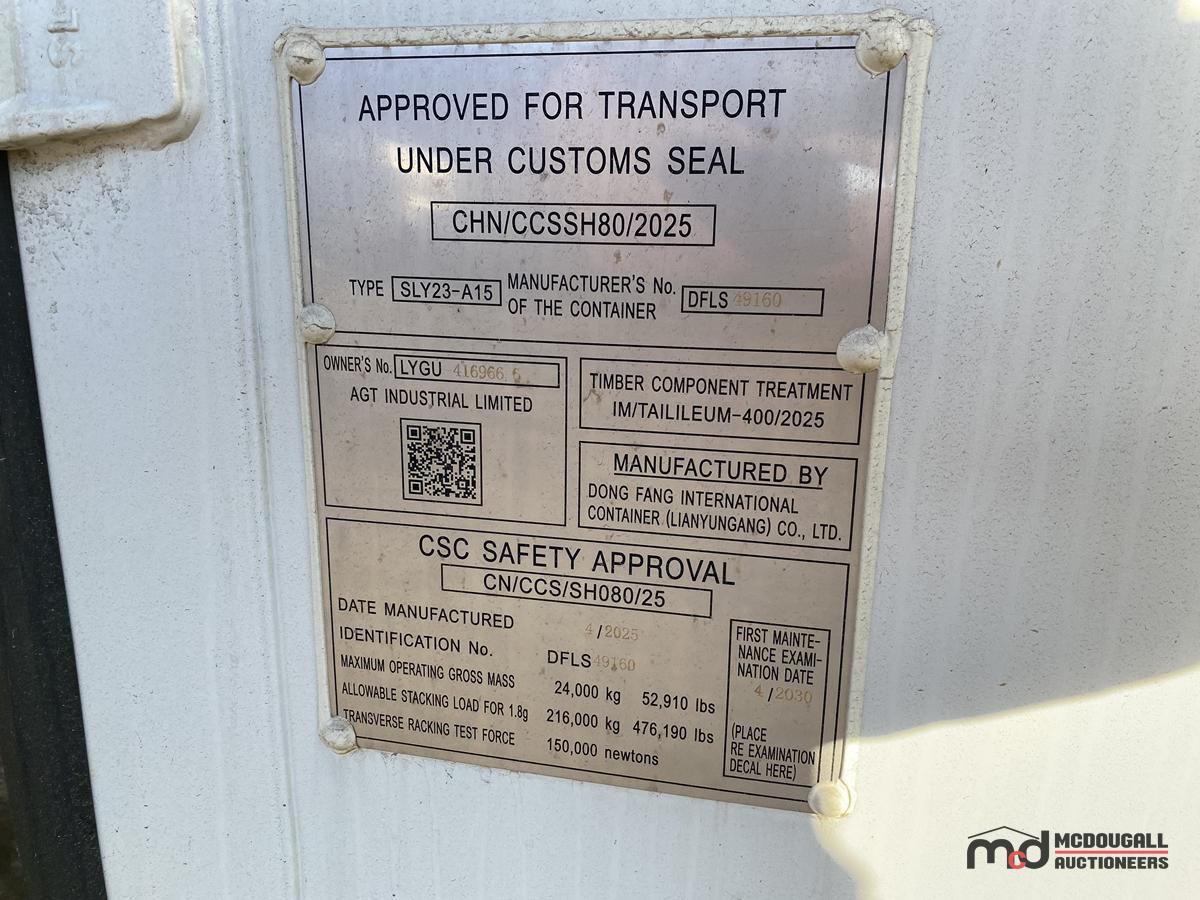 APPROVED FOR TRANSPORT
UNDER CUSTOMS SEAL
CHN/CCSSH80/2025
TYPE SLY23-A15 MANUFACTURER'S No. OF THE CONTAINER DFLS 49160
OWNER'S No. LYGU 416966 6
AGT INDUSTRIAL LIMITED
TIMBER COMPONENT TREATMENT
IM/TAILILEUM-400/2025
MANUFACTURED BY
DONG FANG INTERNATIONAL
CONTAINER (LIANYUNGANG) CO., LTD.
CSC SAFETY APPROVAL
CN/CCS/SH080/25
DATE MANUFACTURED 4/2025
IDENTIFICATION No. DFLS 49160
MAXIMUM OPERATING GROSS MASS 24,000 kg 52,910 lbs
ALLOWABLE STACKING LOAD FOR 1.8g 216,000 kg 476,190 lbs
TRANSVERSE RACKING TEST FORCE 150,000 newtons
FIRST MAINTE-
NANCE EXAMI-
NATION DATE
4/2030
(PLACE
RE EXAMINATION
DECAL HERE)
mcd MCDOUGALL
AUCTIONEERS